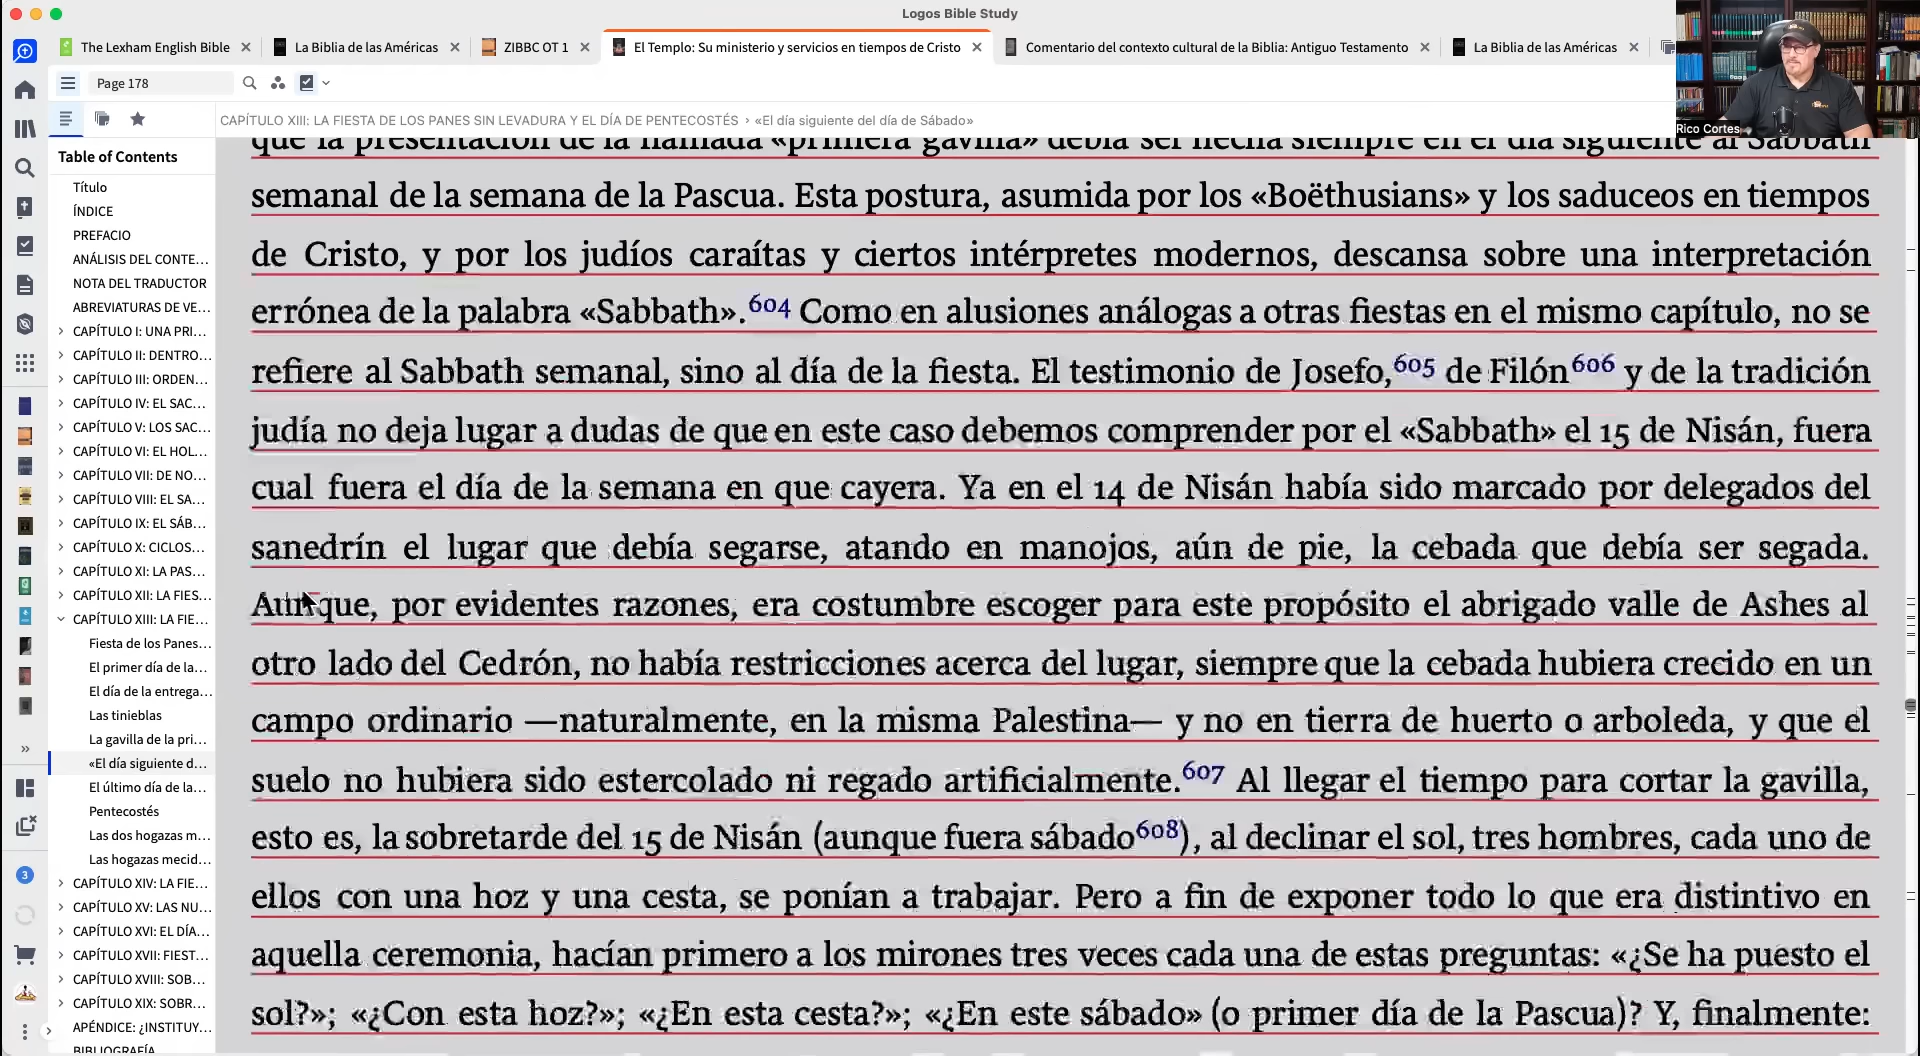 Logos Bible Study
The Lexham English Bible
La Biblia de las Américas
ZIBBC OT 1
El Templo: Su ministerio y servicios en tiempos de Cristo
Comentario del contexto cultural de la Biblia: Antiguo Testamento
La Biblia de las Américas
Page 178
Rico Cortes
CAPÍTULO XIII: LA FIESTA DE LOS PANES SIN LEVADURA Y EL DÍA DE PENTECOSTÉS › «El día siguiente del día de Sábado»
Table of Contents
Título
ÍNDICE
PREFACIO
ANÁLISIS DEL CONTE...
NOTA DEL TRADUCTOR
ABREVIATURAS DE VE...
CAPÍTULO I: UNA PRI...
CAPÍTULO II: DENTRO...
CAPÍTULO III: ORDEN...
CAPÍTULO IV: EL SAC...
CAPÍTULO V: LOS SAC...
CAPÍTULO VI: EL HOL...
CAPÍTULO VII: DE NO...
CAPÍTULO VIII: EL SA...
CAPÍTULO IX: EL SÁB...
CAPÍTULO X: CICLOS...
CAPÍTULO XI: LA PAS...
CAPÍTULO XII: LA FIES...
CAPÍTULO XIII: LA FIE...
Fiesta de los Panes...
El primer día de la...
El día de la entrega...
Las tinieblas
La gavilla de la pri...
«El día siguiente d...
El último día de la...
Pentecostés
Las dos hogazas m...
Las hogazas mecid...
CAPÍTULO XIV: LA FIE...
CAPÍTULO XV: LAS NU...
CAPÍTULO XVI: EL DÍA...
CAPÍTULO XVII: FIEST...
CAPÍTULO XVIII: SOB...
CAPÍTULO XIX: SOBR...
APÉNDICE: ¿INSTITUY...
BIBLIOGRAFÍA
3
que la presentación de la llamada «primera gavilla» debía ser hecha siempre en el día siguiente al Sabbath
semanal de la semana de la Pascua. Esta postura, asumida por los «Boëthusians» y los saduceos en tiempos
de Cristo, y por los judíos caraítas y ciertos intérpretes modernos, descansa sobre una interpretación
errónea de la palabra «Sabbath».604 Como en alusiones análogas a otras fiestas en el mismo capítulo, no se
refiere al Sabbath semanal, sino al día de la fiesta. El testimonio de Josefo,605 de Filón606 y de la tradición
judía no deja lugar a dudas de que en este caso debemos comprender por el «Sabbath» el 15 de Nisán, fuera
cual fuera el día de la semana en que cayera. Ya en el 14 de Nisán había sido marcado por delegados del
sanedrín el lugar que debía segarse, atando en manojos, aún de pie, la cebada que debía ser segada.
Aunque, por evidentes razones, era costumbre escoger para este propósito el abrigado valle de Ashes al
otro lado del Cedrón, no había restricciones acerca del lugar, siempre que la cebada hubiera crecido en un
campo ordinario —naturalmente, en la misma Palestina— y no en tierra de huerto o arboleda, y que el
suelo no hubiera sido estercolado ni regado artificialmente.607 Al llegar el tiempo para cortar la gavilla,
esto es, la sobretarde del 15 de Nisán (aunque fuera sábado608), al declinar el sol, tres hombres, cada uno de
ellos con una hoz y una cesta, se ponían a trabajar. Pero a fin de exponer todo lo que era distintivo en
aquella ceremonia, hacían primero a los mirones tres veces cada una de estas preguntas: «¿Se ha puesto el
sol?»; «¿Con esta hoz?»; «¿En esta cesta?»; «¿En este sábado» (o primer día de la Pascua)? Y, finalmente: